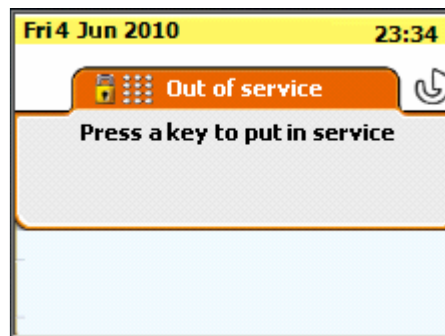 Fri 4 Jun 2010 23:34
Out of service
Press a key to put in service